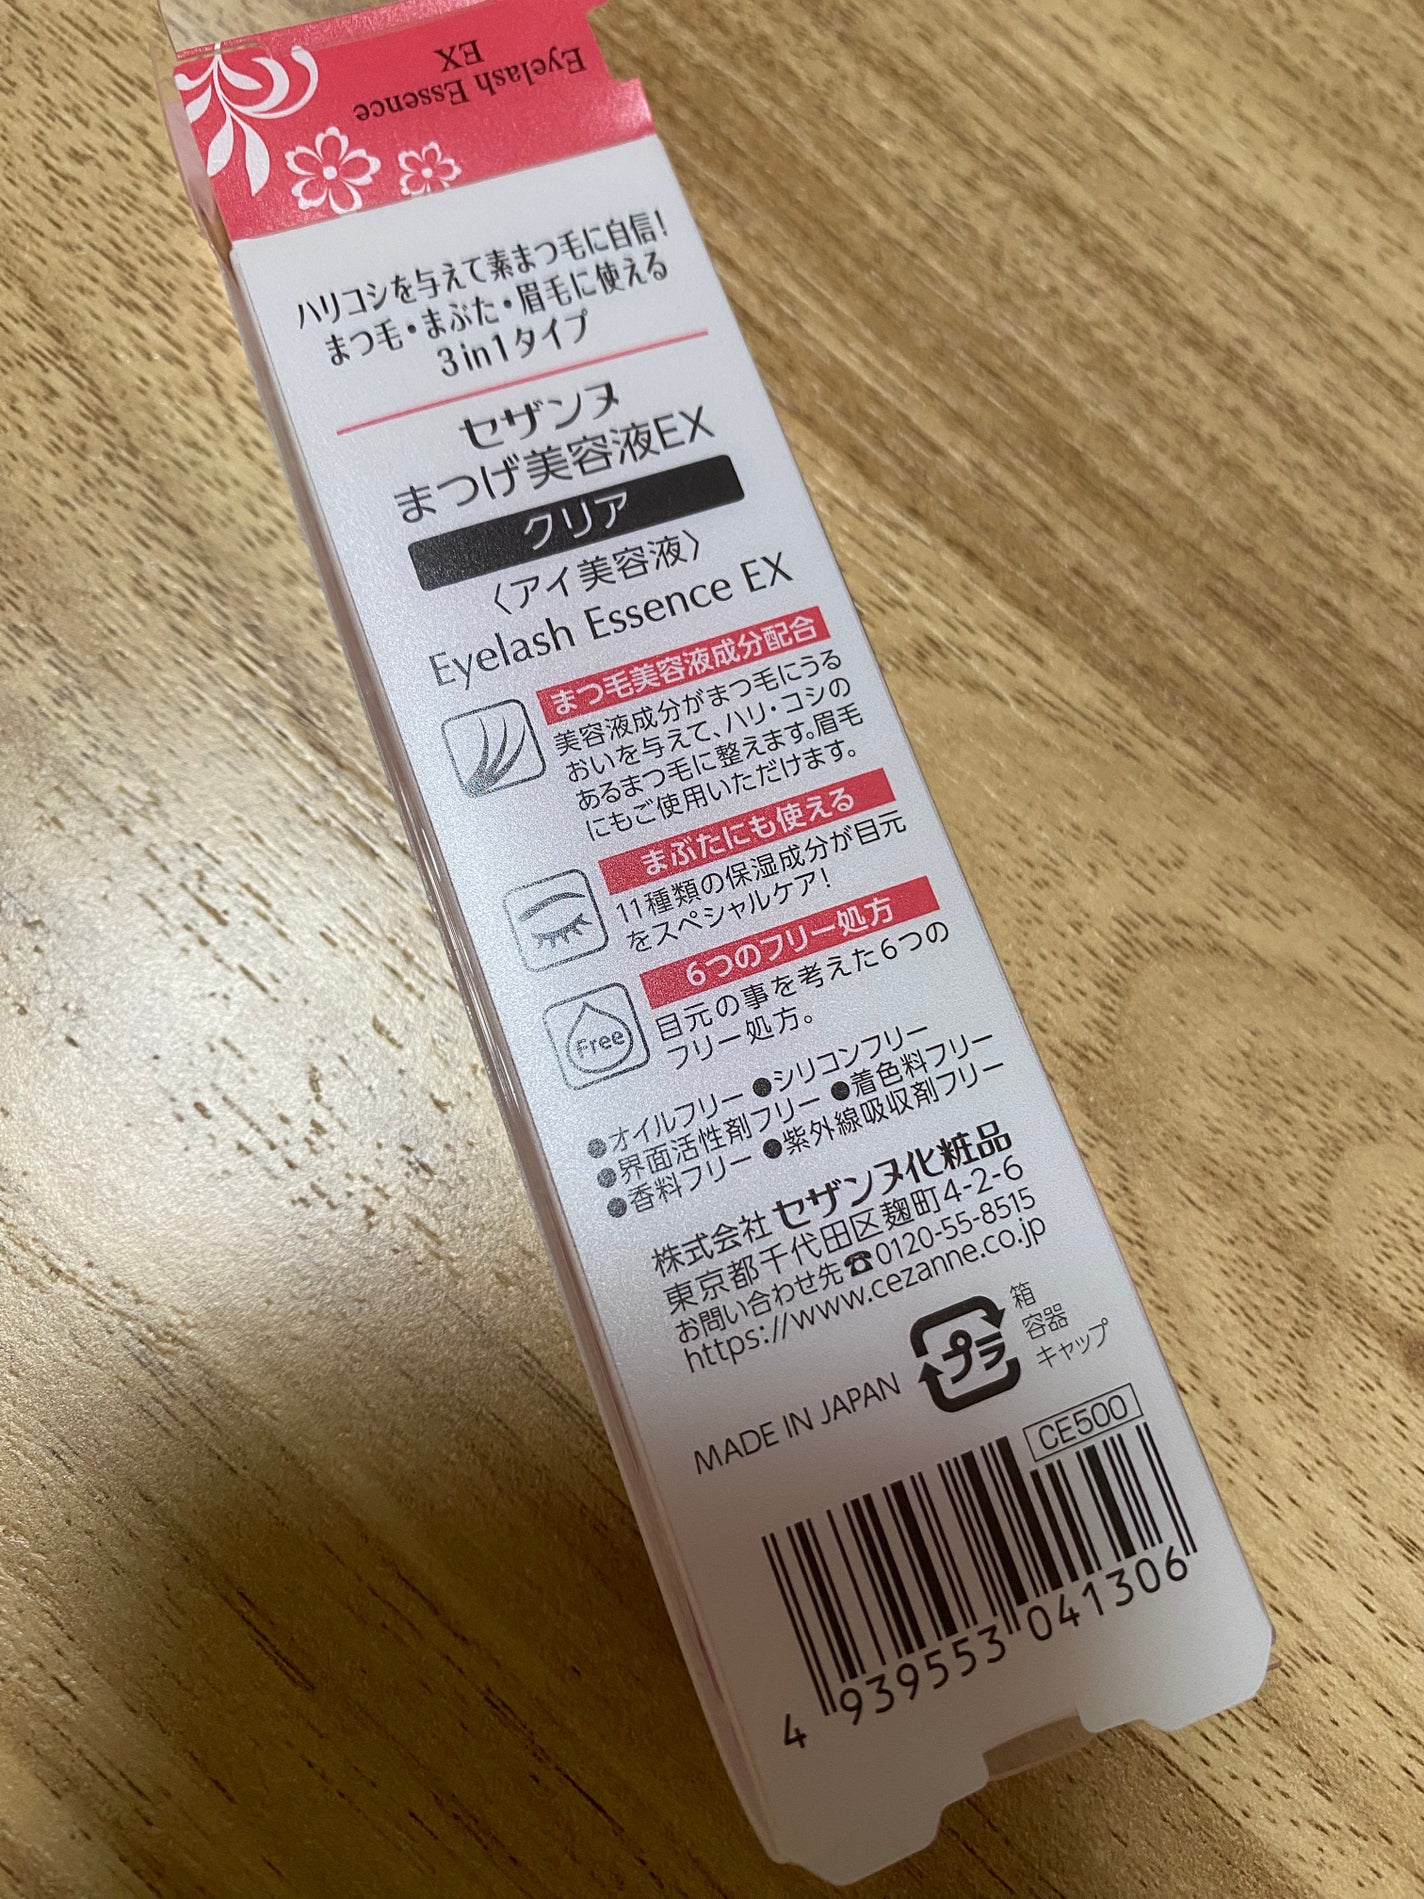 Eyelash Essence
EX
ハリコシを与えて素まつ毛に自信!
まつ毛・まぶた・眉毛に使える
3in1タイプ
セザンヌ
まつげ美容液EX
クリア
〈アイ美容液〉
Eyelash Essence EX
まつ毛美容液成分配合
美容液成分がまつ毛にうる
おいを与えて、ハリ・コシの
あるまつ毛に整えます。眉毛
にもご使用いただけます。
まぶたにも使える
11種類の保湿成分が目元
をスペシャルケア!
6つのフリー処方
Free
目元の事を考えた6つの
フリー処方。
●オイルフリー ●シリコンフリー
●界面活性剤フリー ●着色料フリー
●香料フリー ●紫外線吸収剤フリー
株式会社 セザンヌ化粧品
東京都千代田区麹町4-2-6
お問い合わせ先☎0120-55-8515
https://www.cezanne.co.jp
MADE IN JAPAN
プラ
箱
容器
キャップ
CE500
4 939553 041306